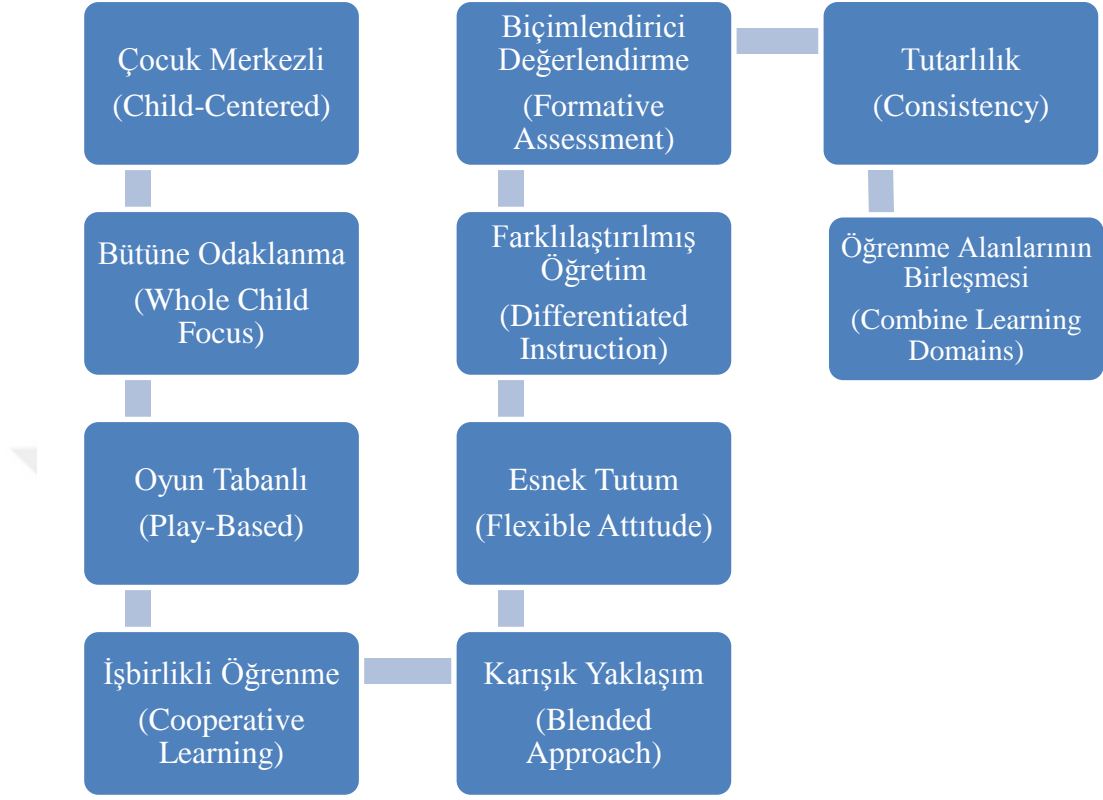 Çocuk Merkezli
(Child-Centered)
Bütüne Odaklanma
(Whole Child
Focus)
Oyun Tabanlı
(Play-Based)
İşbirlikli Öğrenme
(Cooperative
Learning)
Karışık Yaklaşım
(Blended
Approach)
Esnek Tutum
(Flexible Attıtude)
Farklılaştırılmış
Öğretim
(Differentiated
Instruction)
Biçimlendirici
Değerlendirme
(Formative
Assessment)
Tutarlılık
(Consistency)
Öğrenme Alanlarının
Birleşmesi
(Combine Learning
Domains)